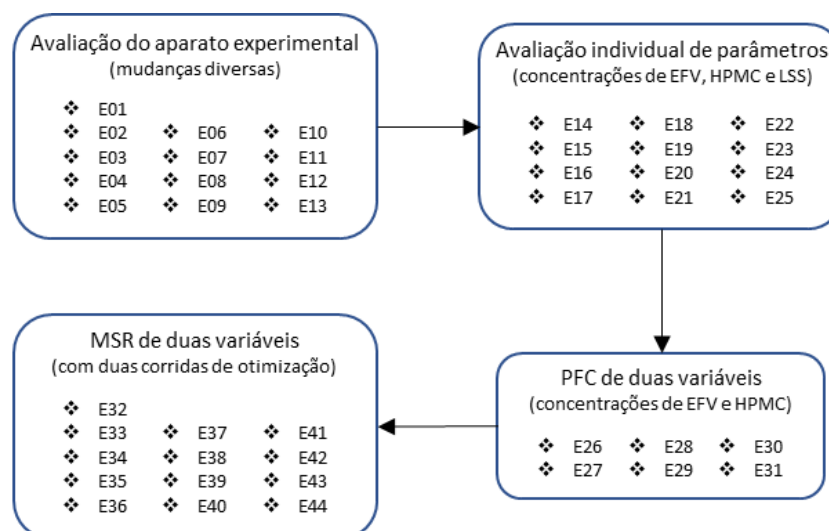 Avaliação do aparato experimental
(mudanças diversas)
❖ E01
❖ E02 ❖ E06 ❖ E10
❖ E03 ❖ E07 ❖ E11
❖ E04 ❖ E08 ❖ E12
❖ E05 ❖ E09 ❖ E13
Avaliação individual de parâmetros
(concentrações de EFV, HPMC e LSS)
❖ E14 ❖ E18 ❖ E22
❖ E15 ❖ E19 ❖ E23
❖ E16 ❖ E20 ❖ E24
❖ E17 ❖ E21 ❖ E25
PFC de duas variáveis
(concentrações de EFV e HPMC)
❖ E26 ❖ E28 ❖ E30
❖ E27 ❖ E29 ❖ E31
MSR de duas variáveis
(com duas corridas de otimização)
❖ E32
❖ E33 ❖ E37 ❖ E41
❖ E34 ❖ E38 ❖ E42
❖ E35 ❖ E39 ❖ E43
❖ E36 ❖ E40 ❖ E44